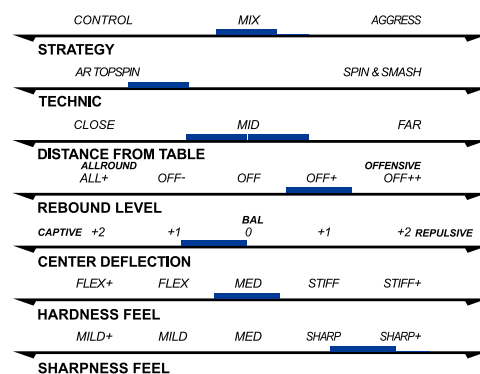 CONTROL MIX AGGRESS
STRATEGY
AR TOPSPIN SPIN & SMASH
TECHNIC
CLOSE MID FAR
DISTANCE FROM TABLE
ALLROUND OFFENSIVE
ALL+ OFF- OFF OFF+ OFF++
REBOUND LEVEL
BAL
CAPTIVE +2 +1 0 +1 +2 REPULSIVE
CENTER DEFLECTION
FLEX+ FLEX MED STIFF STIFF+
HARDNESS FEEL
MILD+ MILD MED SHARP SHARP+
SHARPNESS FEEL